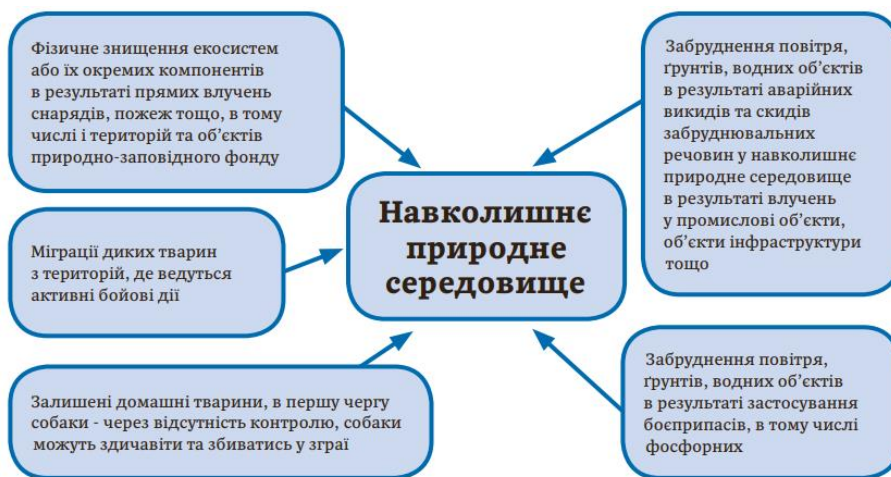 Фізичне знищення екосистем
або їх окремих компонентів
в результаті прямих влучень
снарядів, пожеж тощо, в тому
числі і територій та об’єктів
природно-заповідного фонду
Міграції диких тварин
з територій, де ведуться
активні бойові дії
Залишені домашні тварини, в першу чергу
собаки - через відсутність контролю, собаки
можуть здичавіти та збиватись у зграї
Навколишнє
природне
середовище
Забруднення повітря,
ґрунтів, водних об’єктів
в результаті аварійних
викидів та скидів
забруднювальних
речовин у навколишнє
природне середовище
в результаті влучень
у промислові об’єкти,
об’єкти інфраструктури
тощо
Забруднення повітря,
ґрунтів, водних об’єктів
в результаті застосування
боєприпасів, в тому числі
фосфорних